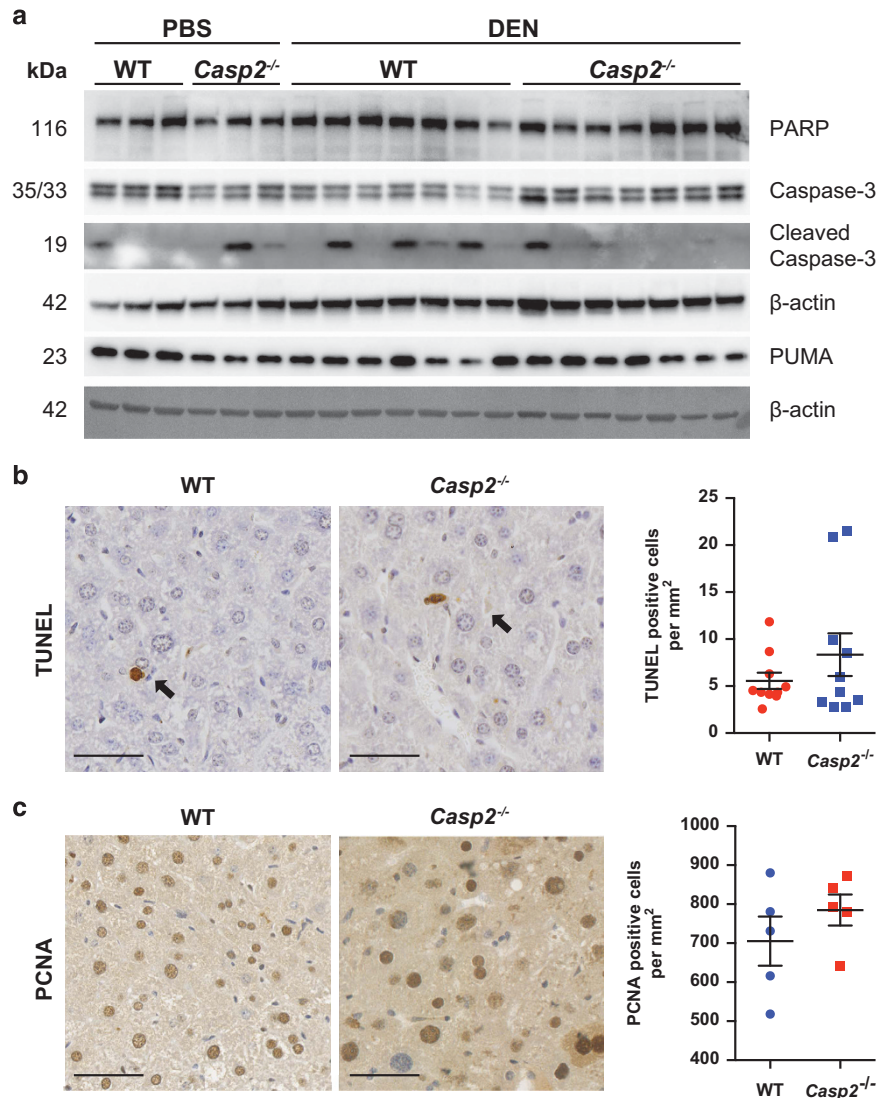 a
PBS DEN
kDa WT Casp2-/- WT Casp2-/-
116 PARP
35/33 Caspase-3
19 Cleaved Caspase-3
42 β-actin
23 PUMA
42 β-actin
b
WT Casp2-/-
TUNEL
TUNEL positive cells
per mm²
25
20
15
10
5
0
WT Casp2-/-
c
WT Casp2-/-
PCNA
PCNA positive cells
per mm²
1000
900
800
700
600
500
400
WT Casp2-/-